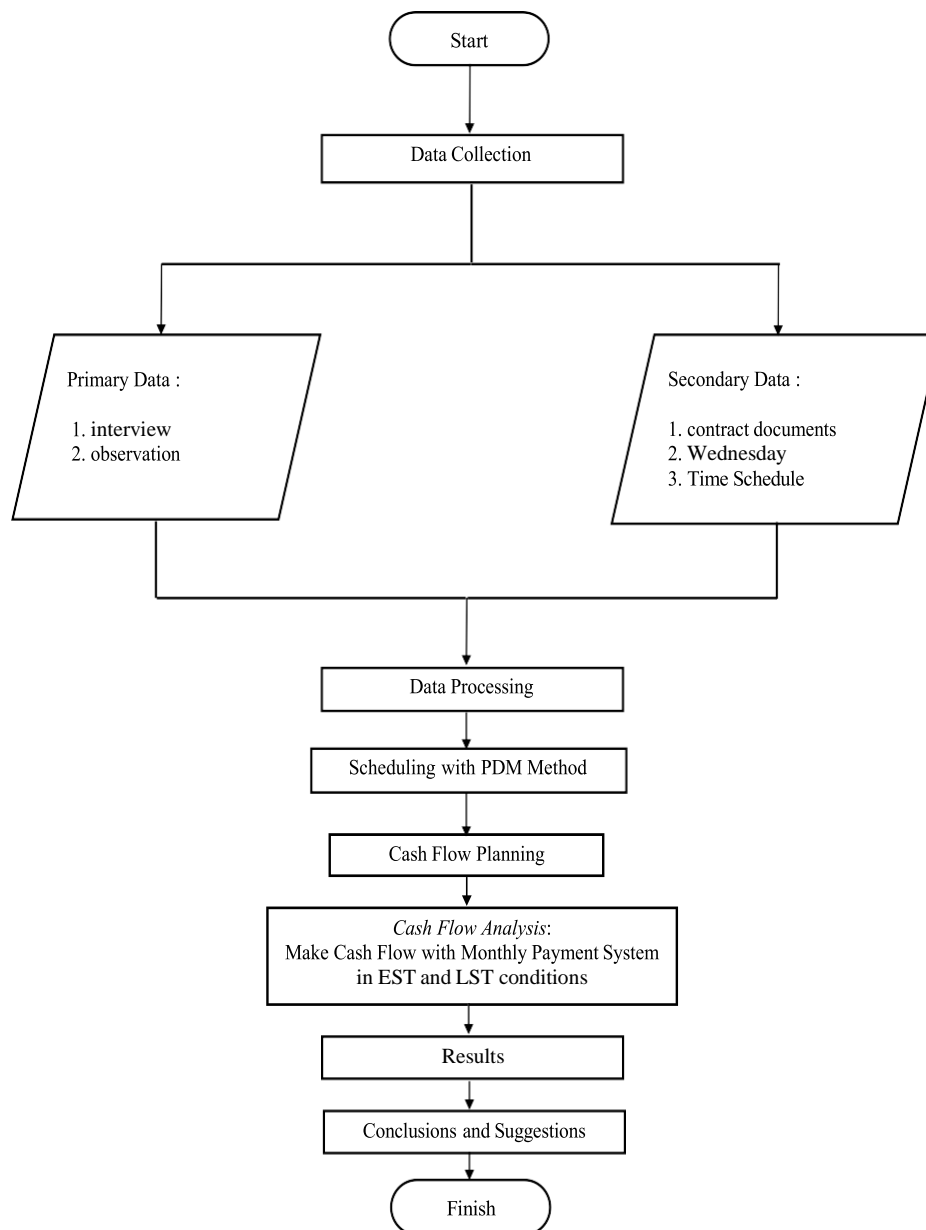 Start
Data Collection
Primary Data :
1. interview
2. observation
Secondary Data :
1. contract documents
2. Wednesday
3. Time Schedule
Data Processing
Scheduling with PDM Method
Cash Flow Planning
Cash Flow Analysis:
Make Cash Flow with Monthly Payment System
in EST and LST conditions
Results
Conclusions and Suggestions
Finish